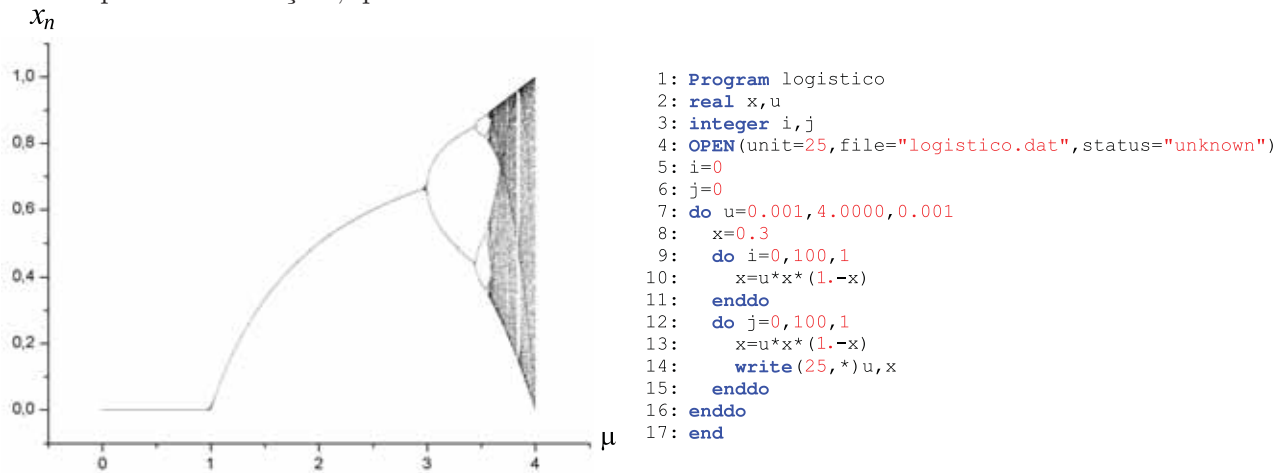 x_n
1,0
0,8
0,6
0,4
0,2
0,0
0
1
2
3
4
μ
1: Program logistico
2: real x,u
3: integer i,j
4: OPEN(unit=25,file="logistico.dat",status="unknown")
5: i=0
6: j=0
7: do u=0.001,4.0000,0.001
8: x=0.3
9: do i=0,100,1
10: x=u*x*(1.-x)
11: enddo
12: do j=0,100,1
13: x=u*x*(1.-x)
14: write(25,*)u,x
15: enddo
16: enddo
17: end